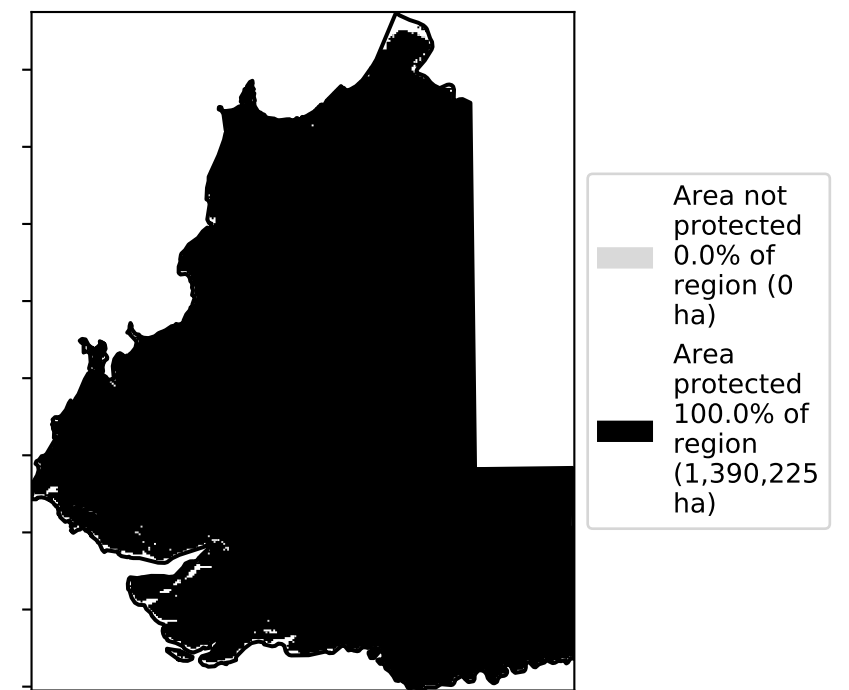 Area not
protected
0.0% of
region (0
ha)
Area
protected
100.0% of
region
(1,390,225
ha)